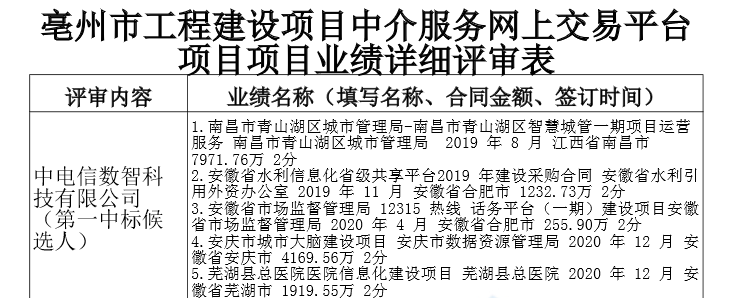 亳州市工程建设项目中介服务网上交易平台
项目项目业绩详细评审表
评审内容
业绩名称（填写名称、合同金额、签订时间）
中电信数智科
技有限公司
（第一中标候
选人）
1.南昌市青山湖区城市管理局-南昌市青山湖区智慧城管一期项目运营
服务 南昌市青山湖区城市管理局 2019 年 8 月 江西省南昌市
7971.76万 2分
2.安徽省水利信息化省级共享平台2019 年建设采购合同 安徽省水利引
用外资办公室 2019 年 11 月 安徽省合肥市 1232.73万 2分
3.安徽省市场监督管理局 12315 热线 话务平台（一期）建设项目安徽
省市场监督管理局 2020 年 4 月 安徽省合肥市 255.90万 2分
4.安庆市城市大脑建设项目 安庆市数据资源管理局 2020 年 12 月 安
徽省安庆市 4169.56万 2分
5.芜湖县总医院医院信息化建设项目 芜湖县总医院 2020 年 12 月 安
徽省芜湖市 1919.55万 2分